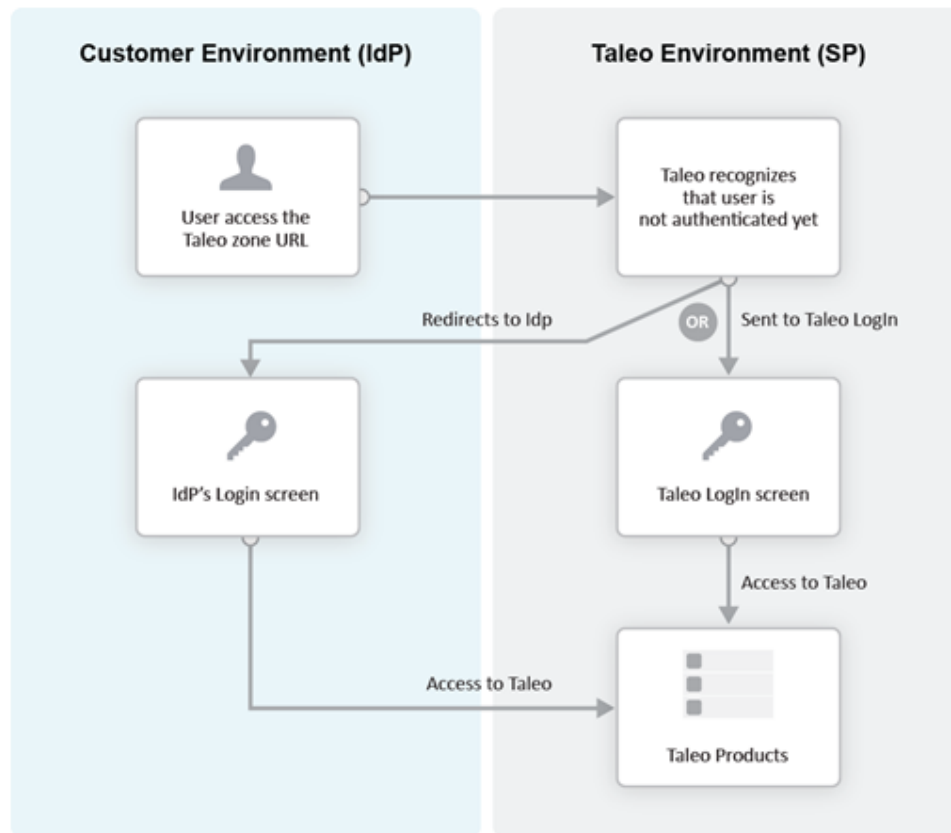 Customer Environment (IdP)
Taleo Environment (SP)
User access the
Taleo zone URL
Taleo recognizes
that user is
not authenticated yet
Redirects to Idp
OR
Sent to Taleo LogIn
IdP's Login screen
Taleo LogIn screen
Access to Taleo
Access to Taleo
Taleo Products